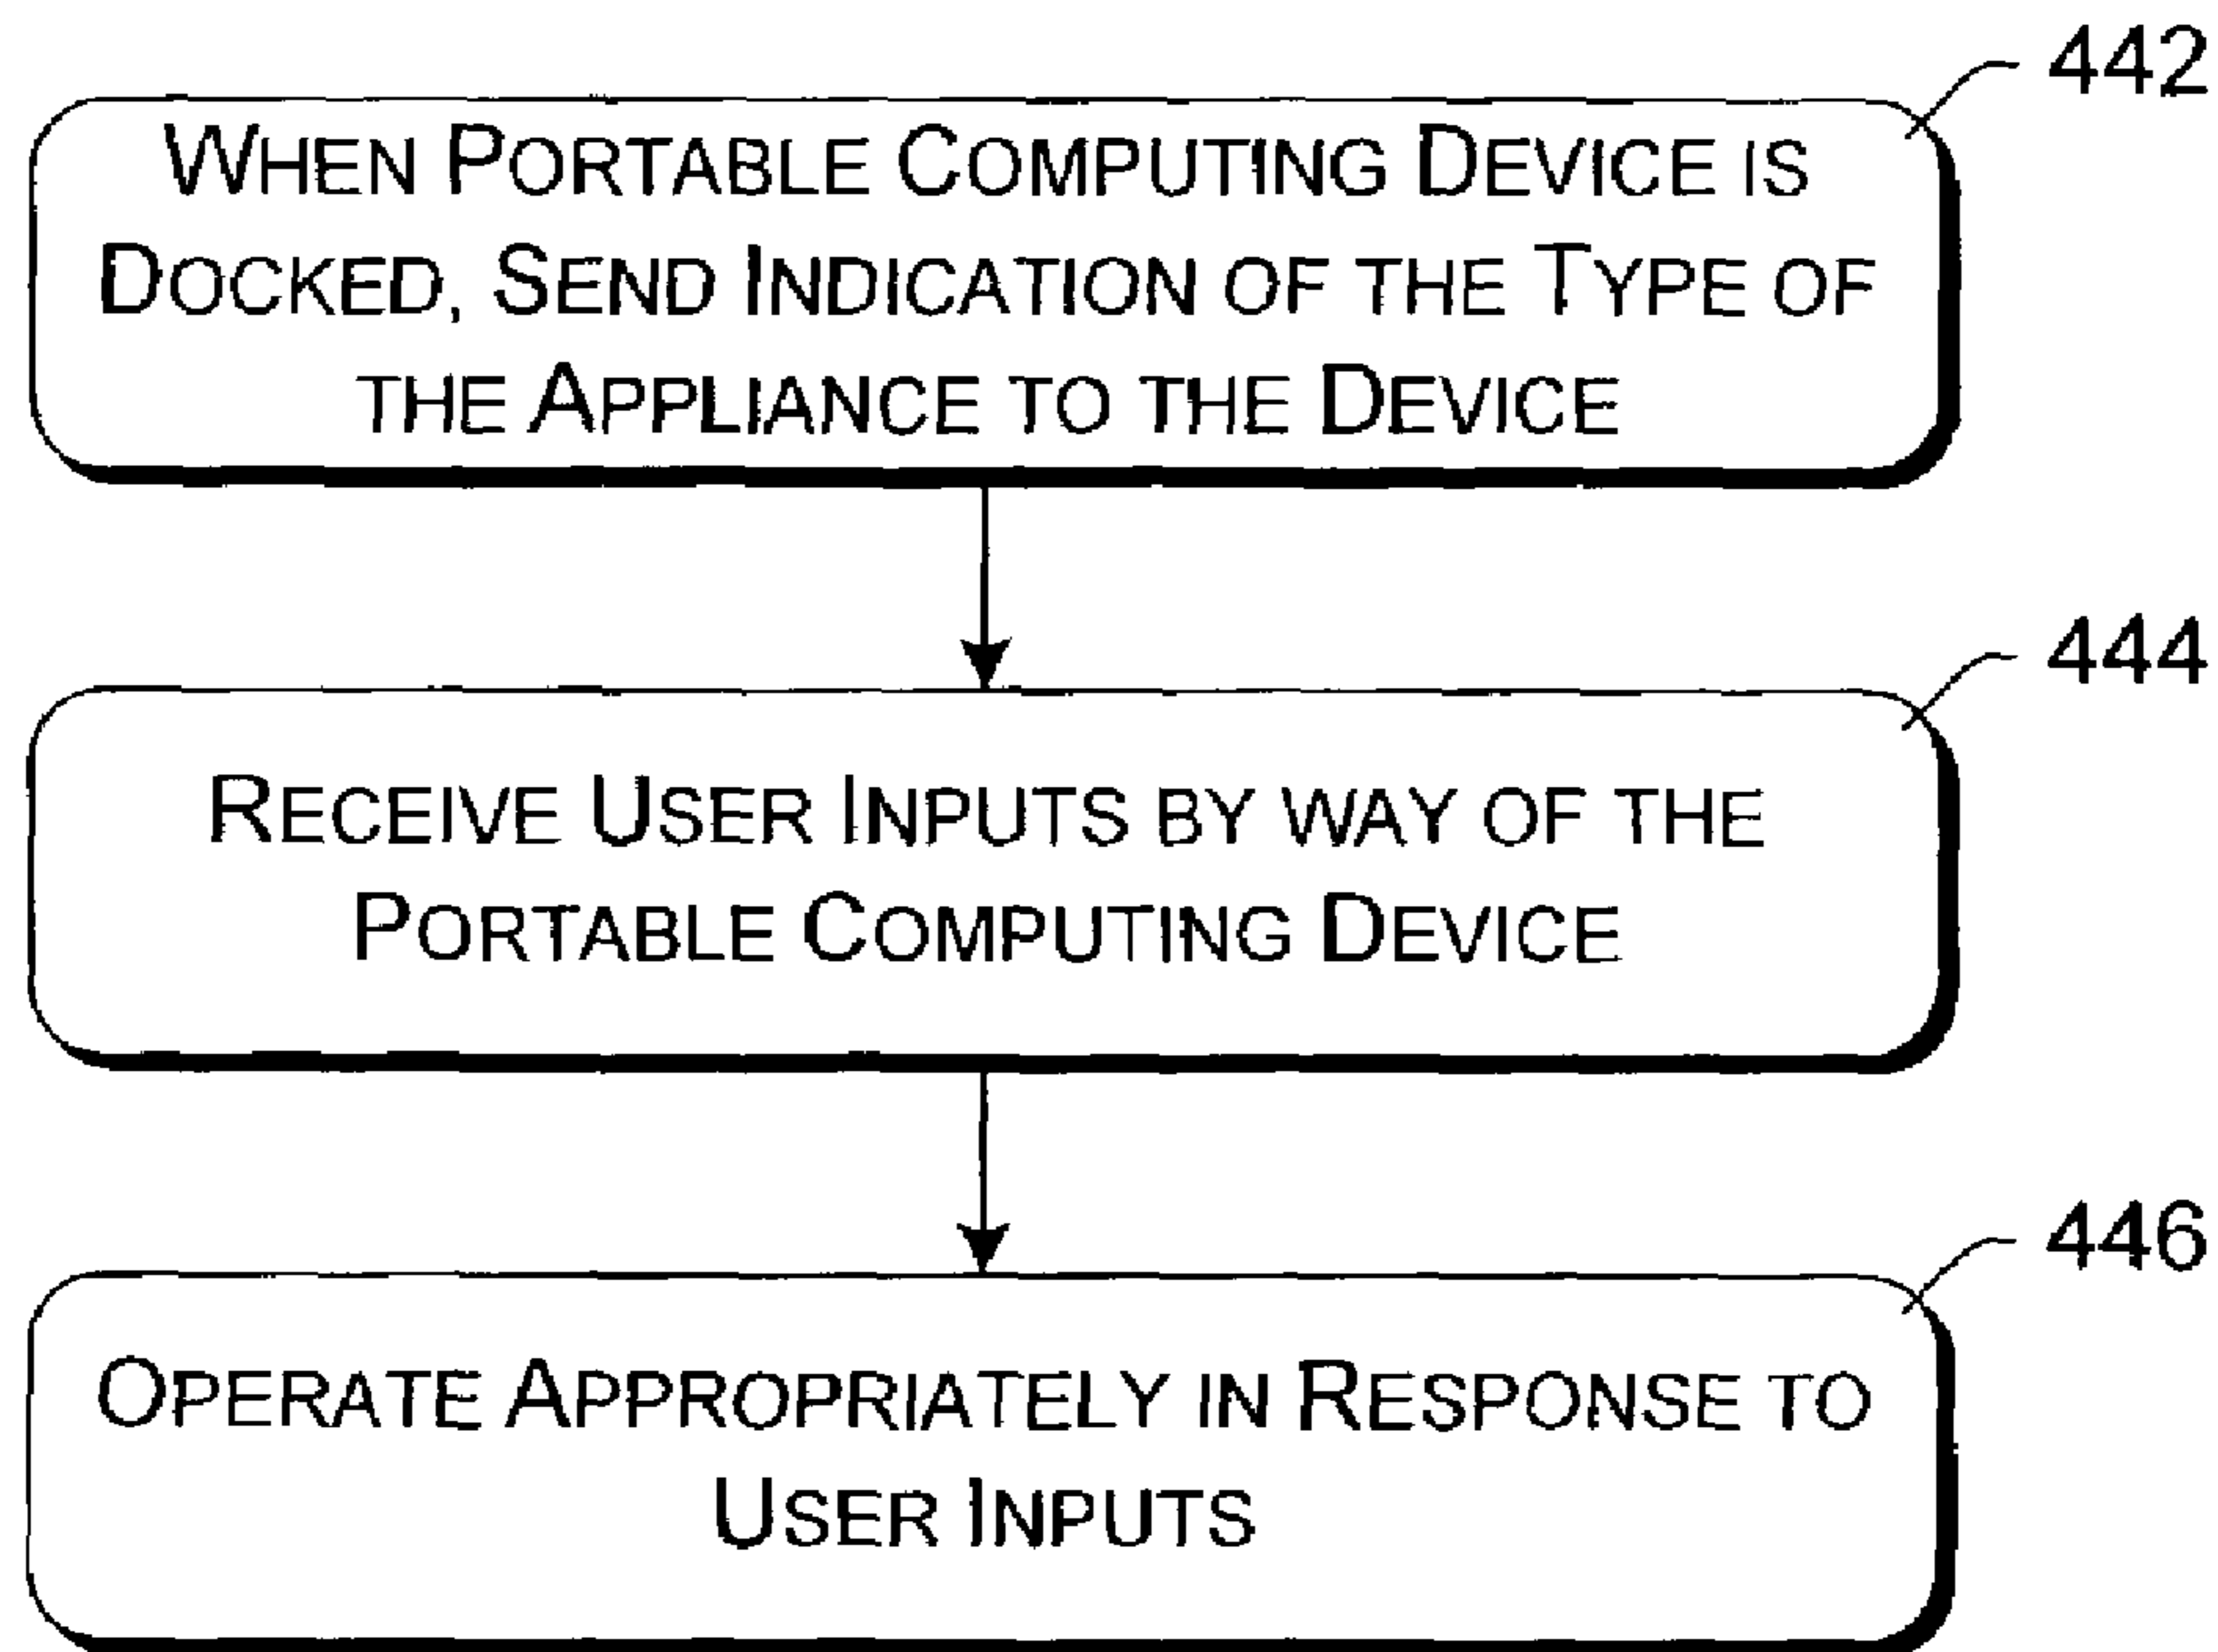 442
WHEN PORTABLE COMPUTING DEVICE IS
DOCKED, SEND INDICATION OF THE TYPE OF
THE APPLIANCE TO THE DEVICE
444
RECEIVE USER INPUTS BY WAY OF THE
PORTABLE COMPUTING DEVICE
446
OPERATE APPROPRIATELY IN RESPONSE TO
USER INPUTS